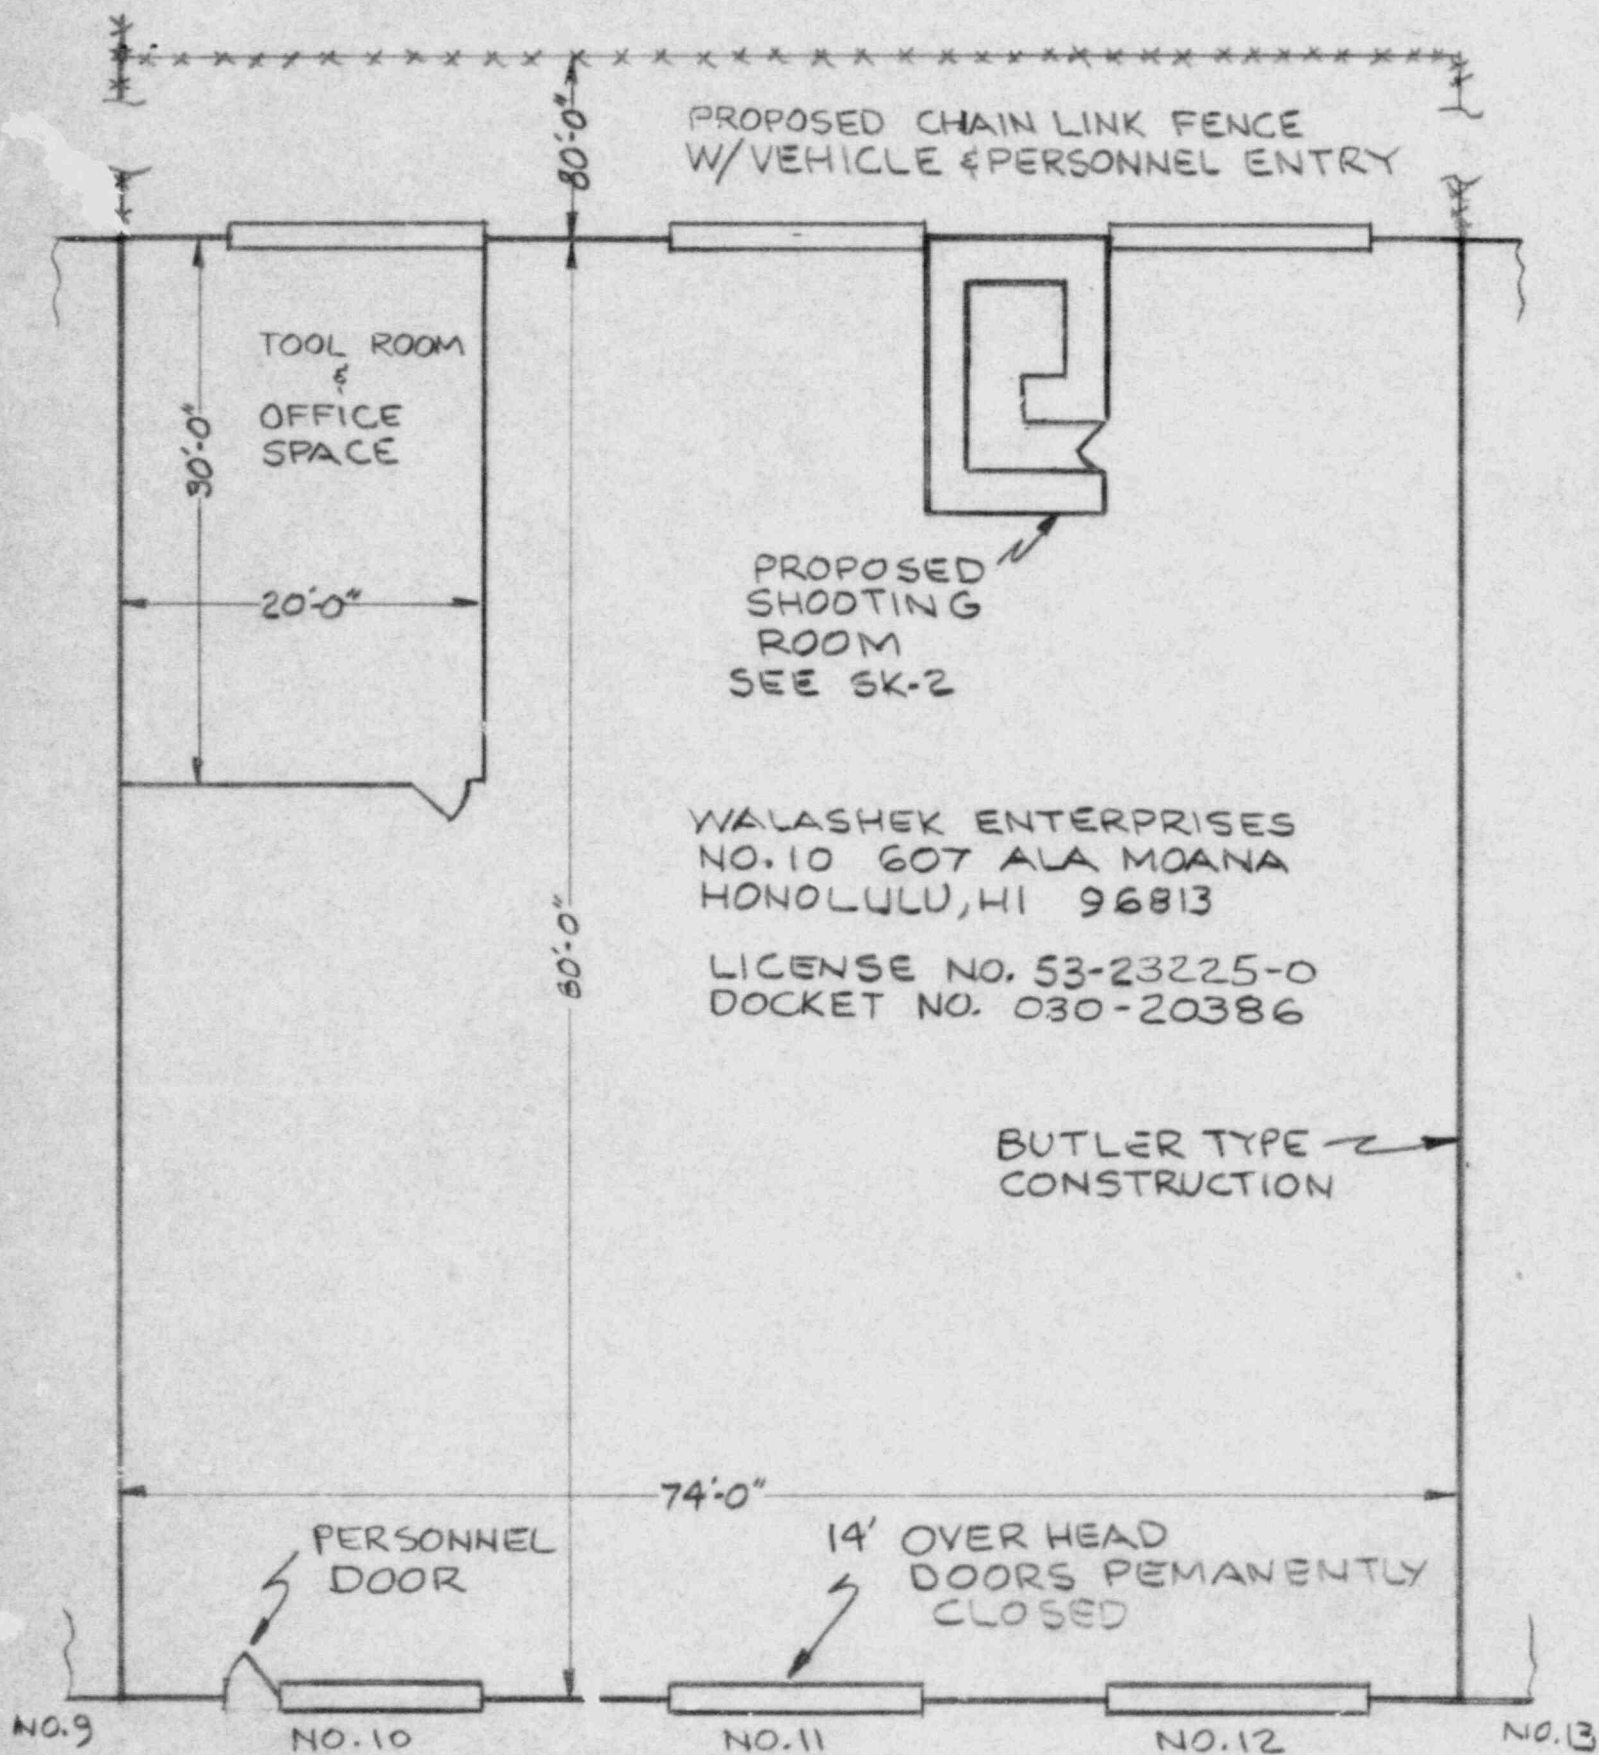 80'-0"
PROPOSED CHAIN LINK FENCE
W/VEHICLE & PERSONNEL ENTRY
TOOL ROOM
&
OFFICE
SPACE
30'-0"
20'-0"
PROPOSED
SHOOTING
ROOM
SEE SK-2
WALASHEK ENTERPRISES
NO.10 607 ALA MOANA
HONOLULU, HI 96813
LICENSE NO. 53-23225-0
DOCKET NO. 030-20386
80'-0"
BUTLER TYPE
CONSTRUCTION
74'-0"
PERSONNEL
DOOR
14' OVER HEAD
DOORS PEMANENTLY
CLOSED
NO.9
NO.10
NO.11
NO.12
NO.13